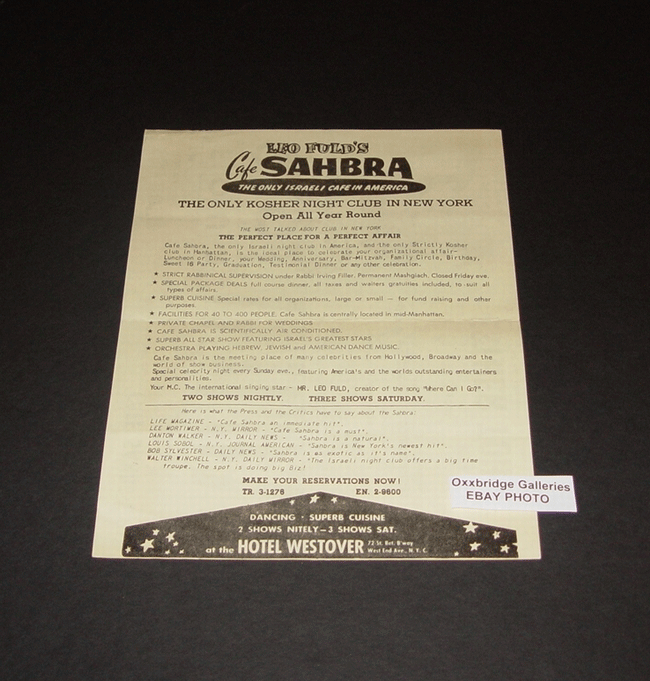 LEO FULD'S
Cafe SAHBRA
THE ONLY ISRAELI CAFE IN AMERICA
THE ONLY KOSHER NIGHT CLUB IN NEW YORK
Open All Year Round
THE MOST TALKED ABOUT CLUB IN NEW YORK
THE PERFECT PLACE FOR A PERFECT AFFAIR
Cafe Sahbra, the only Israeli night club in America, and the only Strictly Kosher
club in Manhattan, is the ideal place to celebrate your organizational affair-
Luncheon or Dinner, your Wedding, Anniversary, Bar-Mitzvah, Family Circle, Birthday,
Sweet 16 Party, Graduation, Testimonial Dinner or any other celebration.
★ STRICT RABBINICAL SUPERVISION under Rabbi Irving Filler. Permanent Mashgiach. Closed Friday eve.
★ SPECIAL PACKAGE DEALS full course dinner, all taxes and waiters gratuities included, to suit all
types of affairs.
★ SUPERB CUISINE Special rates for all organizations, large or small — for fund raising and other
purposes.
★ FACILITIES FOR 40 TO 400 PEOPLE. Cafe Sahbra is centrally located in mid-Manhattan.
★ PRIVATE CHAPEL AND RABBI FOR WEDDINGS
★ CAFE SAHBRA IS SCIENTIFICALLY AIR CONDITIONED.
★ SUPERB ALL STAR SHOW FEATURING ISRAEL'S GREATEST STARS
★ ORCHESTRA PLAYING HEBREW, JEWISH and AMERICAN DANCE MUSIC.
Cafe Sahbra is the meeting place of many celebrities from Hollywood, Broadway and the
world of show business.
Special celebrity night every Sunday eve., featuring America's and the worlds outstanding entertainers
and personalities.
Your M.C. The international singing star - MR. LEO FULD, creator of the song "Where Can I Go?".
TWO SHOWS NIGHTLY. THREE SHOWS SATURDAY.
Here is what the Press and the Critics have to say about the Sahbra:
LIFE MAGAZINE - "Cafe Sahbra an immediate hit".
LEE MORTIMER - N.Y. MIRROR - "Cafe Sahbra is a must".
DANTON WALKER - N.Y. DAILY NEWS - "Sahbra is a natural".
LOUIS SOBOL - N.Y. JOURNAL AMERICAN - "Sahbra is New York's newest hit".
BOB SYLVESTER - DAILY NEWS - "Sahbra is as exotic as it's name".
WALTER WINCHELL - N.Y. DAILY MIRROR - "The Israeli night club offers a big time
troupe. The spot is doing big Biz!
MAKE YOUR RESERVATIONS NOW!
TR. 3-1276 EN. 2-9600
DANCING · SUPERB CUISINE
2 SHOWS NITELY—3 SHOWS SAT.
at the HOTEL WESTOVER 72 St. Bet. B'way
West End Ave., N.Y.C.
Oxxbridge Galleries
EBAY PHOTO